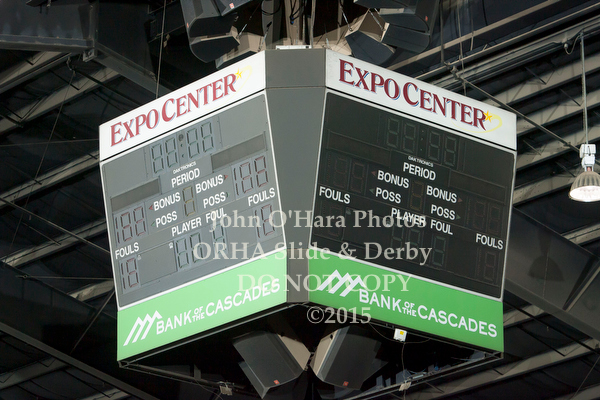 EXPO CENTER
DAKTRONICS
PERIOD
BONUS BONUS
POSS POSS
PLAYER FOUL
FOULS FOULS
BANK OF THE CASCADES
EXPO CENTER
DAKTRONICS
PERIOD
BONUS BONUS
POSS POSS
FOULS PLAYER FOUL FOULS
BANK OF THE CASCADES
John O'Hara Photos
ORHA Slide & Derby
DO NOT COPY
©2015